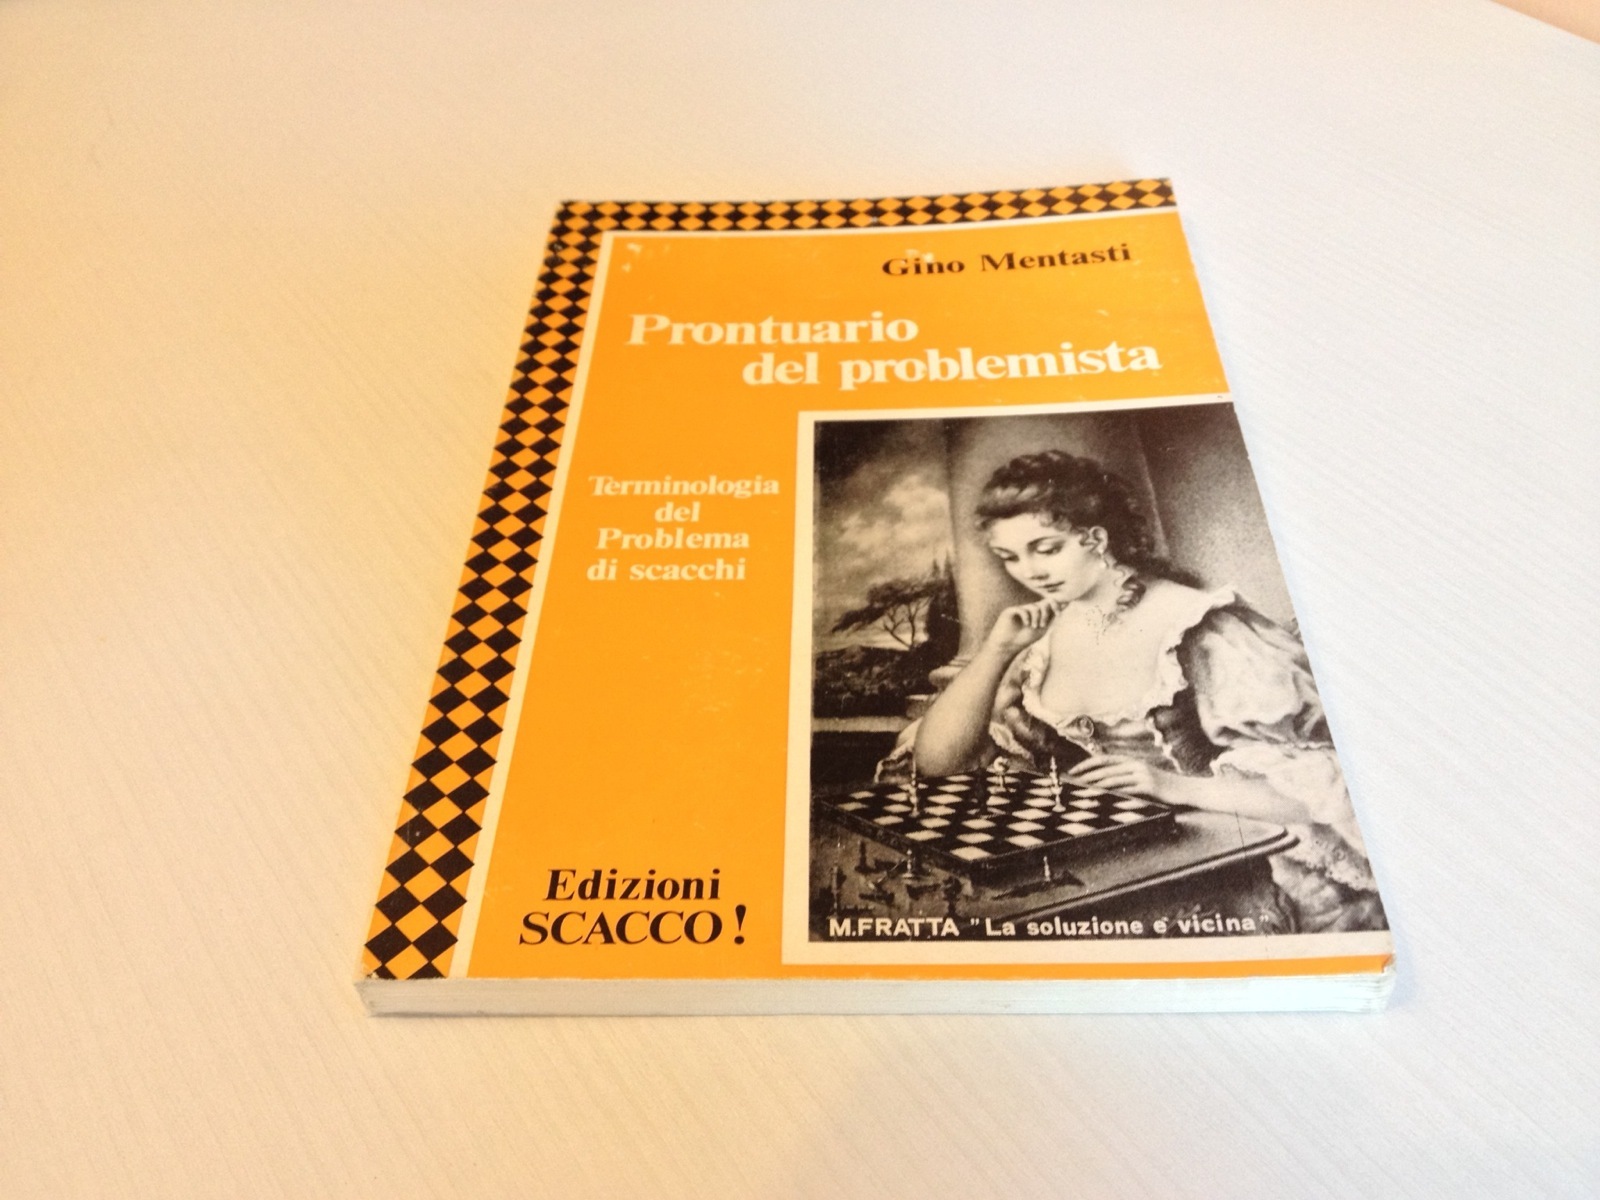 Gino Mentasti
Prontuario
del problemista
Terminologia
del
Problema
di scacchi
M.FRATTA "La soluzione è vicina"
Edizioni
SCACCO!